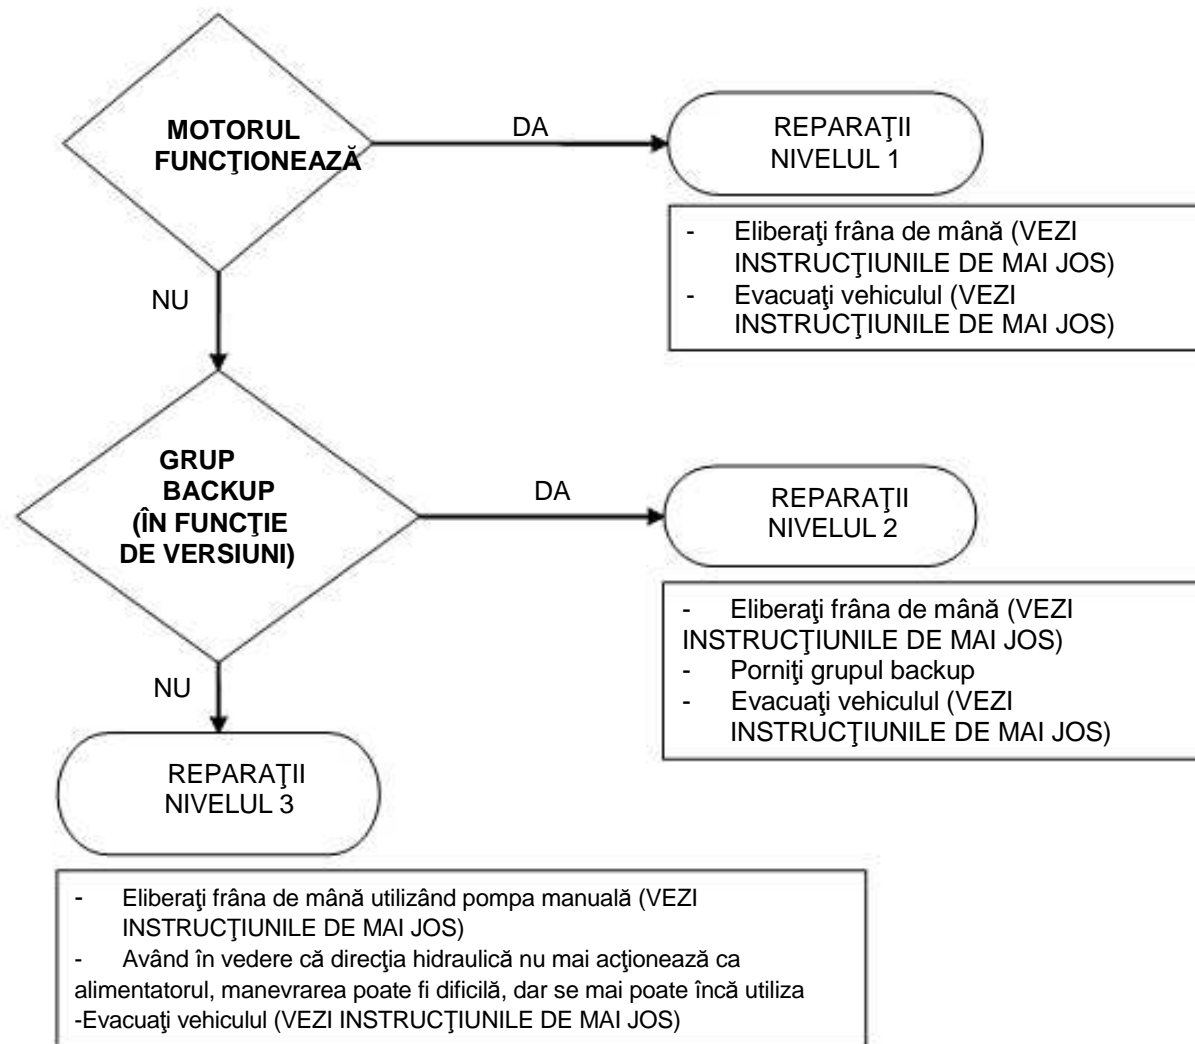 MOTORUL
FUNCŢIONEAZĂ
DA
REPARAŢII
NIVELUL 1
- Eliberaţi frâna de mână (VEZI
INSTRUCŢIUNILE DE MAI JOS)
- Evacuaţi vehiculul (VEZI
INSTRUCŢIUNILE DE MAI JOS)
NU
GRUP
BACKUP
(ÎN FUNCŢIE
DE VERSIUNI)
DA
REPARAŢII
NIVELUL 2
- Eliberaţi frâna de mână (VEZI
INSTRUCŢIUNILE DE MAI JOS)
- Porniţi grupul backup
- Evacuaţi vehiculul (VEZI
INSTRUCŢIUNILE DE MAI JOS)
NU
REPARAŢII
NIVELUL 3
- Eliberaţi frâna de mână utilizând pompa manuală (VEZI
INSTRUCŢIUNILE DE MAI JOS)
- Având în vedere că direcţia hidraulică nu mai acţionează ca
alimentatorul, manevrarea poate fi dificilă, dar se mai poate încă utiliza
-Evacuaţi vehiculul (VEZI INSTRUCŢIUNILE DE MAI JOS)